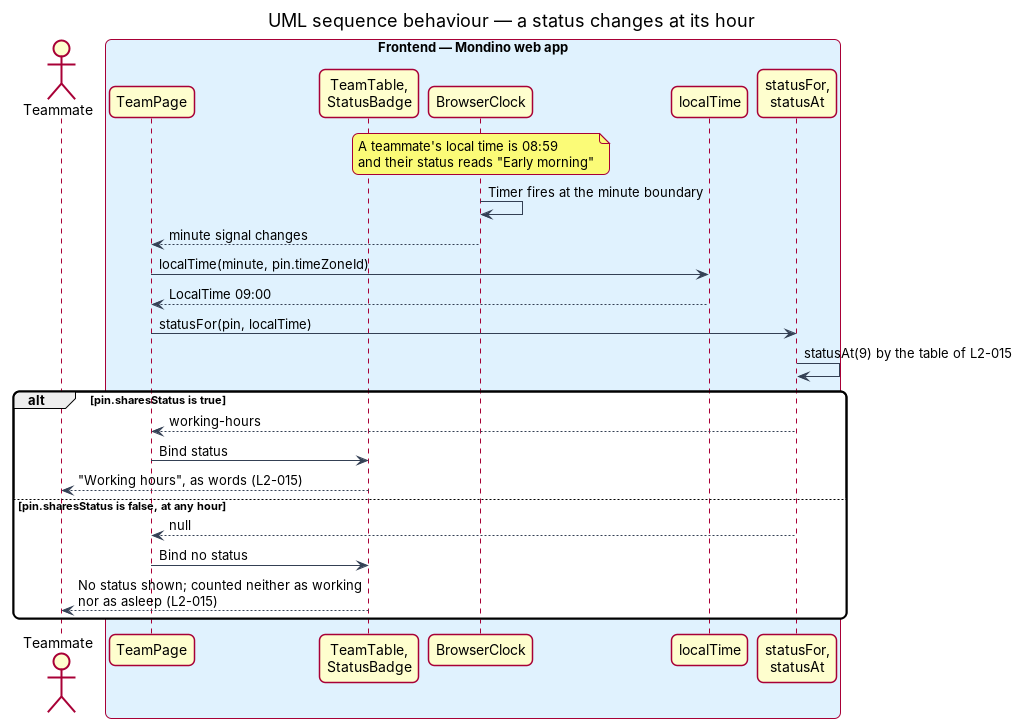 UML sequence behaviour — a status changes at its hour
Frontend — Mondino web app
Teammate
TeamPage
TeamTable,
StatusBadge
BrowserClock
localTime
statusFor,
statusAt
A teammate's local time is 08:59
and their status reads "Early morning"
Timer fires at the minute boundary
minute signal changes
localTime(minute, pin.timeZoneId)
LocalTime 09:00
statusFor(pin, localTime)
statusAt(9) by the table of L2-015
alt
[pin.sharesStatus is true]
working-hours
Bind status
"Working hours", as words (L2-015)
[pin.sharesStatus is false, at any hour]
null
Bind no status
No status shown; counted neither as working
nor as asleep (L2-015)
Teammate
TeamPage
TeamTable,
StatusBadge
BrowserClock
localTime
statusFor,
statusAt